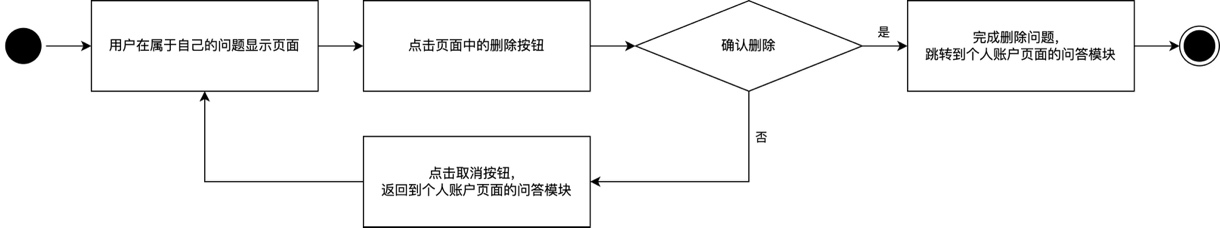 用户在属于自己的问题显示页面
点击页面中的删除按钮
确认删除
是
完成删除问题,
跳转到个人账户页面的问答模块
否
点击取消按钮,
返回到个人账户页面的问答模块